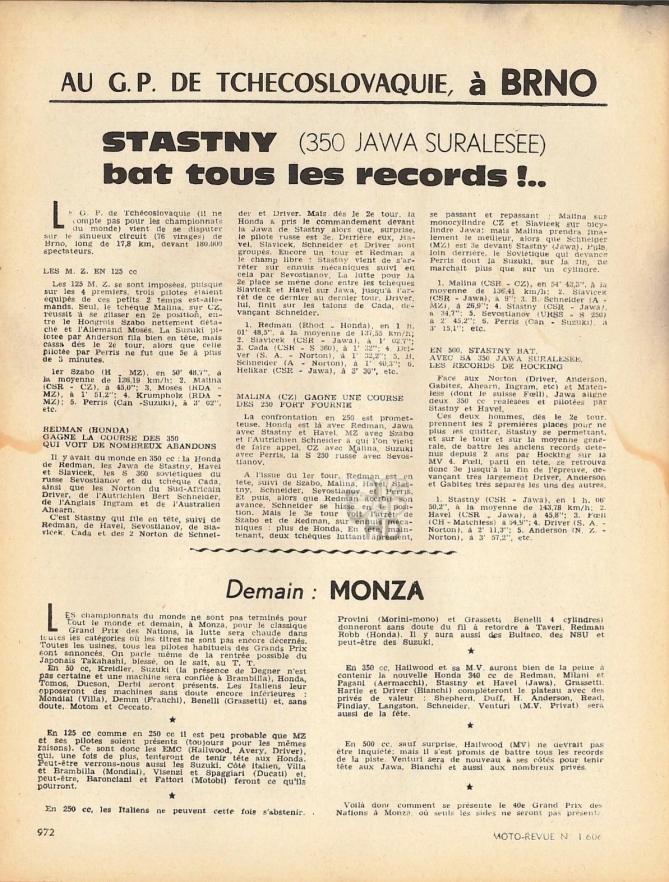 AU G.P. DE TCHECOSLOVAQUIE, à BRNO
STASTNY (350 JAWA SURALESEE)
bat tous les records !..
LE G. P. de Tchécoslovaquie (il ne
compte pas pour les championnats
du monde) vient de se disputer
sur le sinueux circuit (76 virages) de
Brno, long de 17,8 km, devant 180.000
spectateurs.
LES M. Z. EN 125 cc
Les 125 M. Z. se sont imposées, puisque
sur les 4 premiers, trois pilotes étaient
équipés de ces petits 2 temps est-alle-
mands. Seul, le tchèque Malina, sur CZ,
réussit à se glisser en 2e position, en-
tre le Hongrois Szabo nettement déta-
ché et l'Allemand Moses. La Suzuki pi-
lotée par Anderson fila bien en tête, mais
cassa dès le 2e tour, alors que celle
pilotée par Perris ne fut que 5e à plus
de 3 minutes.
1er Szabo (H - MZ), en 50' 48,7", à
la moyenne de 126,19 km/h; 2. Malina
(CSR - CZ), à 45,0"; 3. Moses (RDA -
MZ), à 1' 51,2"; 4. Krumpholz (RDA -
MZ); 5. Perris (Can -Suzuki), à 3' 02",
etc.
REDMAN (HONDA)
GAGNE LA COURSE DES 350
QUI VOIT DE NOMBREUX ABANDONS
Il y avait du monde en 350 cc : la Honda
de Redman, les Jawa de Stastny, Havel
et Slavicek, les S 360 soviétiques du
russe Sevostianov et du tchèque Cada,
ainsi que les Norton du Sud-Africain
Driver, de l'Autrichien Bert Schneider,
de l'Anglais Ingram et de l'Australien
Ahearn.
C'est Stastny qui file en tête, suivi de
Redman, de Havel, Sevostianov, de Sla-
vicek, Cada et des 2 Norton de Schnei-
der et Driver. Mais dès le 2e tour, la
Honda a pris le commandement devant
la Jawa de Stastny alors que, surprise,
le pilote russe est 3e. Derrière eux, Ha-
vel, Slavicek, Schneider et Driver sont
groupés. Encore un tour et Redman a
le champ libre : Stastny vient de s'ar-
rêter sur ennuis mécaniques suivi en
cela par Sevostianov. La lutte pour la
2e place se mène donc entre les tchèques
Slavicek et Havel sur Jawa, jusqu'à l'ar-
rêt de ce dernier au dernier tour. Driver,
lui, finit sur les talons de Cada, de-
vançant Schneider.
1. Redman (Rhod - Honda), en 1 h.
01' 48,5", à la moyenne de 137,55 km/h;
2. Slavicek (CSR - Jawa), à 1' 02,7";
3. Cada (CSR - S 360), à 1' 32"; 4. Dri-
ver (S. A. - Norton), à 1' 32,2"; 5. B.
Schneider (A - Norton), à 1' 40,3"; 6.
Helikar (CSR - Jawa), à 3' 30", etc.
MALINA (CZ) GAGNE UNE COURSE
DES 250 FORT FOURNIE
La confrontation en 250 est promet-
teuse. Honda est là avec Redman, Jawa
avec Stastny et Havel, MZ avec Szabo
et l'Autrichien Schneider à qui l'on vient
de faire appel, CZ avec Malina, Suzuki
avec Perris, la S 250 russe avec Sevos-
tianov.
A l'issue du 1er tour, Redman est en
tête, suivi de Szabo, Malina,
tny, Schneider, Sevostianov
Et puis, alors que Redman
avance, Schneider se hisse en
tion. Mais le 3e tour voit
Szabo et de Redman, sur
niques : plus de Honda. En
tenant, deux tchèques luttant
se passant et repassant : Malina sur
monocylindre CZ et Slavicek sur bicy-
lindre Jawa; mais Malina prendra fina-
lement le meilleur, alors que Schneider
(MZ) est 3e devant Stastny (Jawa). Puis,
loin derrière, le Soviétique qui devance
Perris dont la Suzuki, sur la fin, ne
marchait plus que sur un cylindre.
1. Malina (CSR - CZ), en 54' 42,3", à la
moyenne de 136,41 km/h; 2. Slavicek
(CSR - Jawa), à 9"; 3. B. Schneider (A -
MZ), à 26,9"; 4. Stastny (CSR - Jawa),
à 34,7"; 5. Sevostianov (URSS - S 250)
à 2' 45,2"; 6. Perris (Can - Suzuki), à
3' 15,1"; etc.
EN 500, STASTNY BAT,
AVEC SA 350 JAWA SURALESEE,
LES RECORDS DE HOCKING
Face aux Norton (Driver, Anderson,
Gabites, Ahearn, Ingram, etc) et Match-
less (dont le suisse Fœll), Jawa aligne
deux 350 cc réalésées et pilotées par
Stastny et Havel.
Ces deux hommes, dès le 2e tour,
prennent les 2 premières places pour ne
plus les quitter, Stastny se permettant,
et sur le tour et sur la moyenne géné-
rale, de battre les anciens records déte-
nus depuis 2 ans par Hocking sur la
MV 4. Fœll, parti en tête, se retrouva
donc 3e jusqu'à la fin de l'épreuve, de-
vançant très largement Driver, Anderson
et Gabites très séparés les uns des autres.
1. Stastny (CSR - Jawa), en 1 h. 06'
50,2", à la moyenne de 143,78 km/h; 2.
Havel (CSR - Jawa), à 45,8"; 3. Fœll
(CH - Matchless) à 54,9"; 4. Driver (S. A. -
Norton), à 2' 11,3"; 5. Anderson (N. Z. -
Norton), à 3' 57,2", etc.
Demain : MONZA
LES championnats du monde ne sont pas terminés pour
tout le monde et demain, à Monza, pour le classique
Grand Prix des Nations, la lutte sera chaude dans
toutes les catégories où les titres ne sont pas encore décernés.
Toutes les usines, tous les pilotes habituels des Grands Prix
sont annoncés. On parle même de la rentrée possible du
Japonais Takahashi, blessé, on le sait, au T. T.
En 50 cc, Kreidler, Suzuki (la présence de Degner n'est
pas certaine et une machine sera confiée à Brambilla), Honda,
Tomos, Ducson, Derbi seront présents. Les Italiens leur
opposeront des machines sans doute encore inférieures :
Mondial (Villa), Demm (Franchi), Benelli (Grassetti) et, sans
doute, Motom et Ceccato.
★
En 125 cc comme en 250 cc il est peu probable que MZ
et ses pilotes soient présents (toujours pour les mêmes
raisons). Ce sont donc les EMC (Hailwood, Avery, Driver),
qui, une fois de plus, tenteront de tenir tête aux Honda.
Peut-être verrons-nous aussi les Suzuki. Côté italien, Villa
et Brambilla (Mondial), Visenzi et Spaggiari (Ducati) et,
peut-être, Baronciani et Fattori (Motobi) feront ce qu'ils
pourront.
★
En 250 cc, les Italiens ne peuvent cette fois s'abstenir.
Provini (Morini-mono) et Grassetti, Benelli 4 cylindres)
donneront sans doute du fil à retordre à Taveri, Redman
Robb (Honda). Il y aura aussi des Bultaco, des NSU et
peut-être des Suzuki.
★
En 350 cc, Hailwood et sa M.V. auront bien de la peine à
contenir la nouvelle Honda 340 cc de Redman. Milani et
Pagani (Aermacchi), Stastny et Havel (Jawa), Grassetti,
Hartle et Driver (Bianchi) compléteront le plateau avec des
privés de valeur : Shepherd, Duff, H. Anderson, Read,
Findlay, Langston, Schneider. Venturi (M.V. Privat) sera
aussi de la fête.
★
En 500 cc, sauf surprise, Hailwood (MV) ne devrait pas
être inquiété; mais il s'est promis de battre tous les records
de la piste. Venturi sera de nouveau à ses côtés pour tenir
tête aux Jawa, Bianchi et aussi aux nombreux privés.
★
Voilà donc comment se présente le 40e Grand Prix des
Nations à Monza, où seuls les sides ne seront pas présents
972
MOTO-REVUE N° 1.606